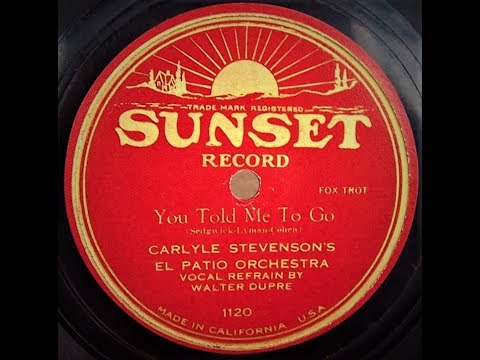 TRADE MARK REGISTERED
SUNSET
RECORD
FOX TROT
You Told Me To Go
(Sedgwick-Lyman-Cohen)
CARLYLE STEVENSON'S
EL PATIO ORCHESTRA
VOCAL REFRAIN BY
WALTER DUPRE
1120
MADE IN CALIFORNIA U.S.A.